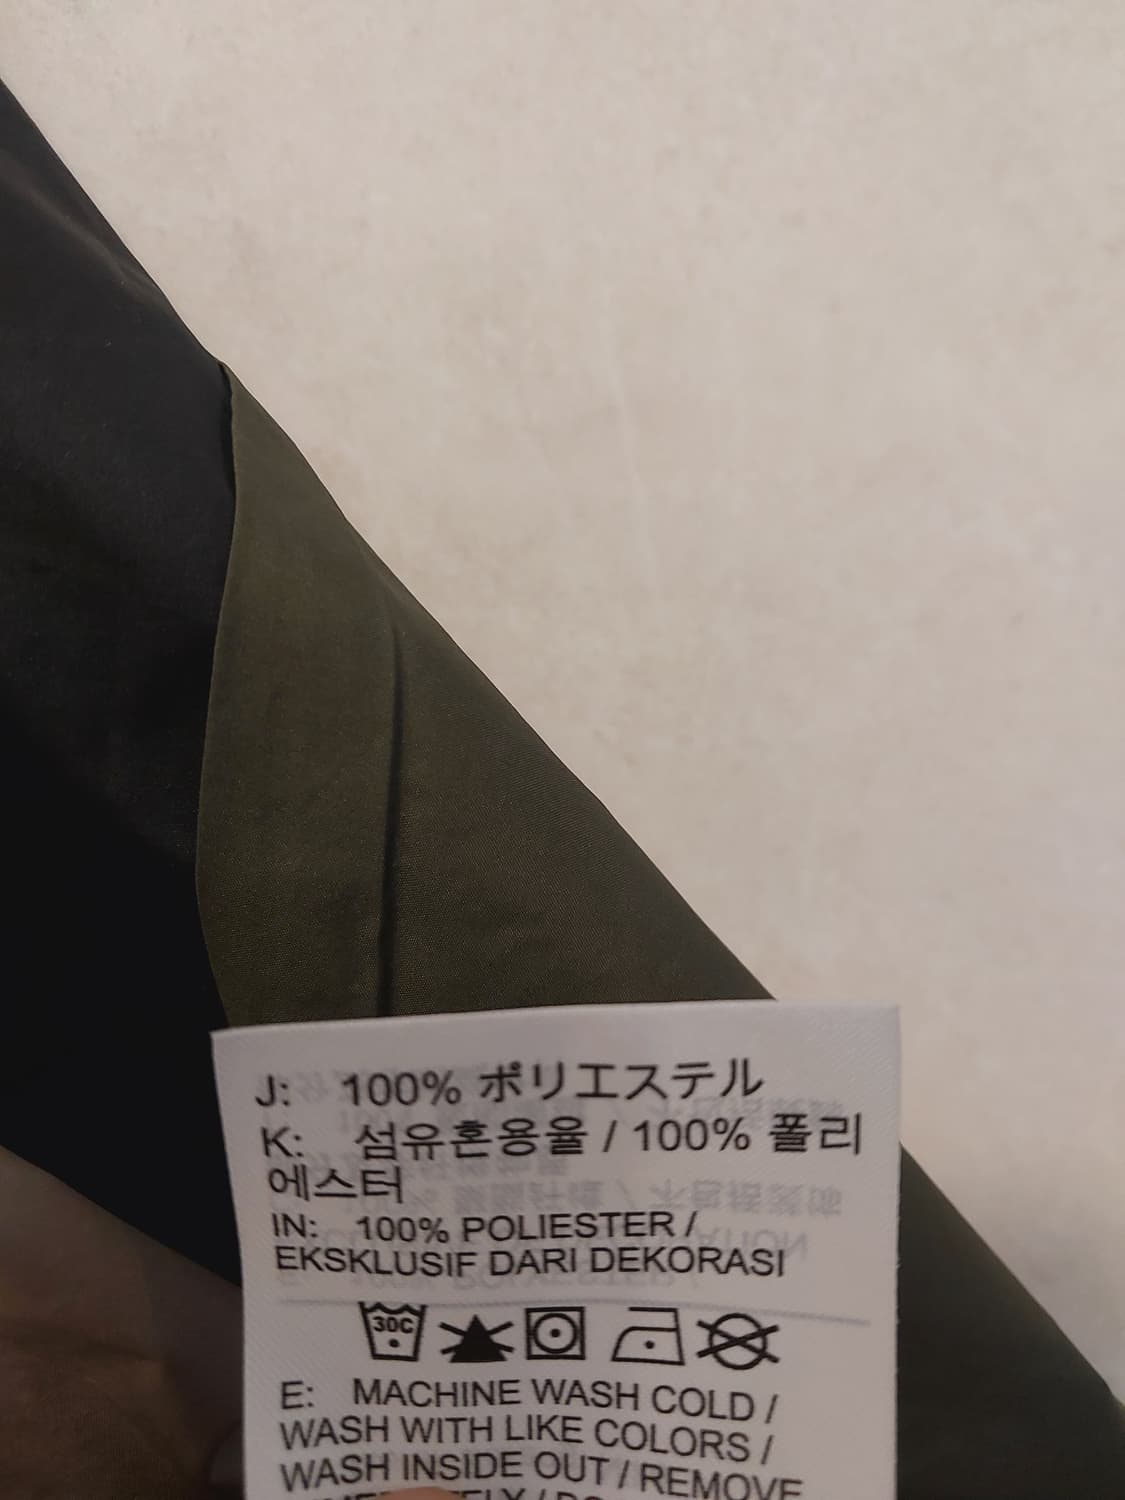 J: 100% ポリエステル
K: 섬유혼용율 / 100% 폴리
에스터
IN: 100% POLIESTER /
EKSKLUSIF DARI DEKORASI
30C
E: MACHINE WASH COLD /
WASH WITH LIKE COLORS /
WASH INSIDE OUT / REMOVE